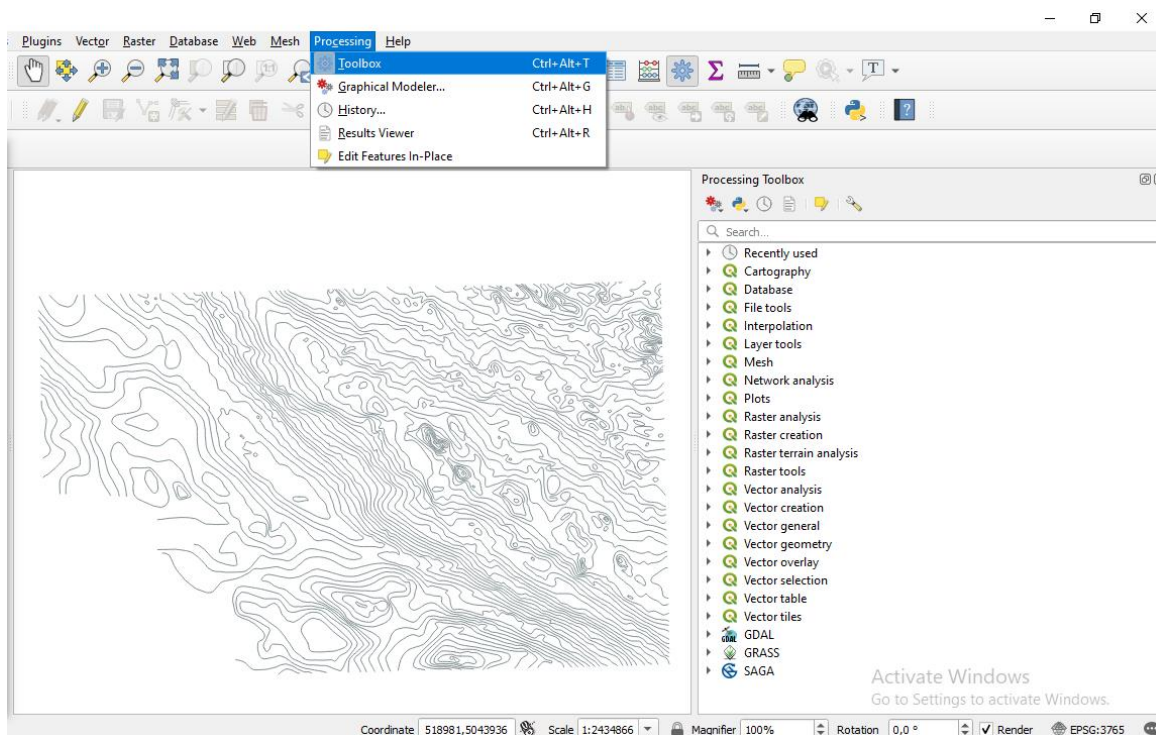 Plugins Vector Raster Database Web Mesh Processing Help
Toolbox Ctrl+Alt+T
Graphical Modeler... Ctrl+Alt+G
History... Ctrl+Alt+H
Results Viewer Ctrl+Alt+R
Edit Features In-Place
Processing Toolbox
Search...
Recently used
Cartography
Database
File tools
Interpolation
Layer tools
Mesh
Network analysis
Plots
Raster analysis
Raster creation
Raster terrain analysis
Raster tools
Vector analysis
Vector creation
Vector general
Vector geometry
Vector overlay
Vector selection
Vector table
Vector tiles
GDAL
GRASS
SAGA
Activate Windows
Go to Settings to activate Windows.
Coordinate 518981,5043936 Scale 1:2434866 Magnifier 100% Rotation 0,0 ° Render EPSG:3765